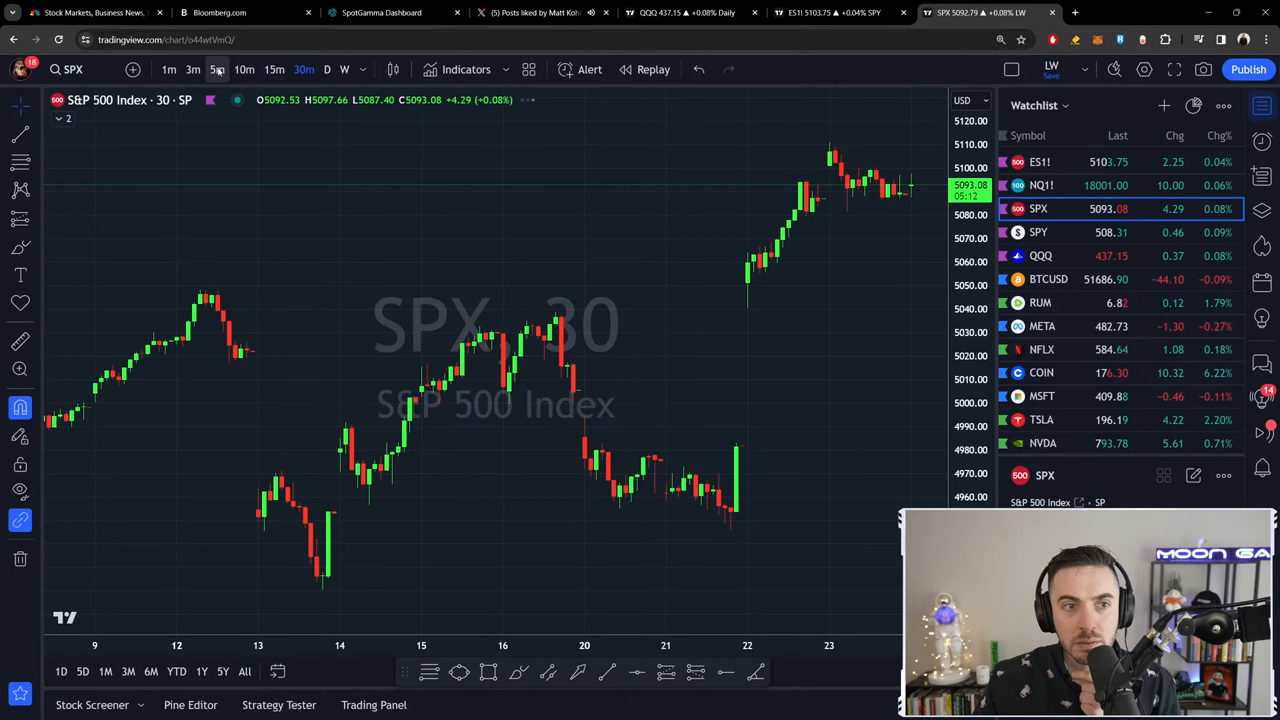 Stock Markets, Business News,
Bloomberg.com
SpotGamma Dashboard
(5) Posts liked by Matt Koh
QQQ 437.15 ▲ +0.08% Daily
ES1! 5103.75 ▲ +0.04% SPY
SPX 5092.79 ▲ +0.08% LW
tradingview.com/chart/o44wtVmQ/
18
SPX
1m
3m
5m
10m
15m
30m
D
W
Indicators
Alert
Replay
LW
Save
Publish
S&P 500 Index · 30 · SP
O5092.53 H5097.66 L5087.40 C5093.08 +4.29 (+0.08%)
2
USD
5120.00
5110.00
5100.00
5093.08
05:12
5080.00
5070.00
5060.00
5050.00
5040.00
5030.00
5020.00
5010.00
5000.00
4990.00
4980.00
4970.00
4960.00
SPX, 30
S&P 500 Index
9
12
13
14
15
16
20
21
22
23
1D
5D
1M
3M
6M
YTD
1Y
5Y
All
Stock Screener
Pine Editor
Strategy Tester
Trading Panel
Watchlist
Symbol Last Chg Chg%
ES1! 5103.75 2.25 0.04%
NQ1! 18001.00 10.00 0.06%
SPX 5093.08 4.29 0.08%
SPY 508.31 0.46 0.09%
QQQ 437.15 0.37 0.08%
BTCUSD 51686.90 -44.10 -0.09%
RUM 6.82 0.12 1.79%
META 482.73 -1.30 -0.27%
NFLX 584.64 1.08 0.18%
COIN 176.30 10.32 6.22%
MSFT 409.88 -0.46 -0.11%
TSLA 196.19 4.22 2.20%
NVDA 793.78 5.61 0.71%
SPX
S&P 500 Index · SP
14
MOON GA